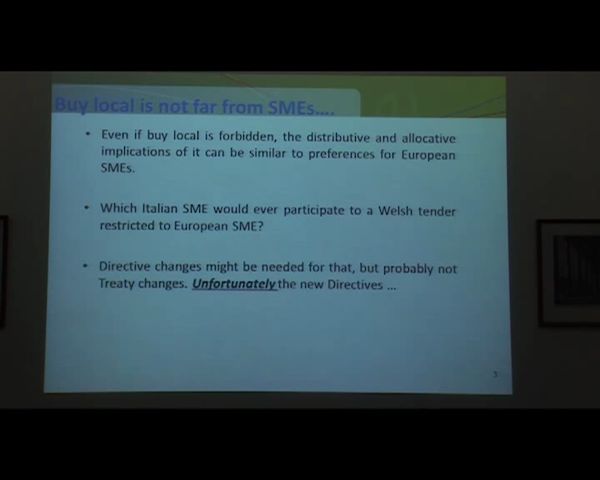 Buy local is not far from SMEs....
• Even if buy local is forbidden, the distributive and allocative
implications of it can be similar to preferences for European
SMEs.
• Which Italian SME would ever participate to a Welsh tender
restricted to European SME?
• Directive changes might be needed for that, but probably not
Treaty changes. Unfortunately the new Directives ...
3